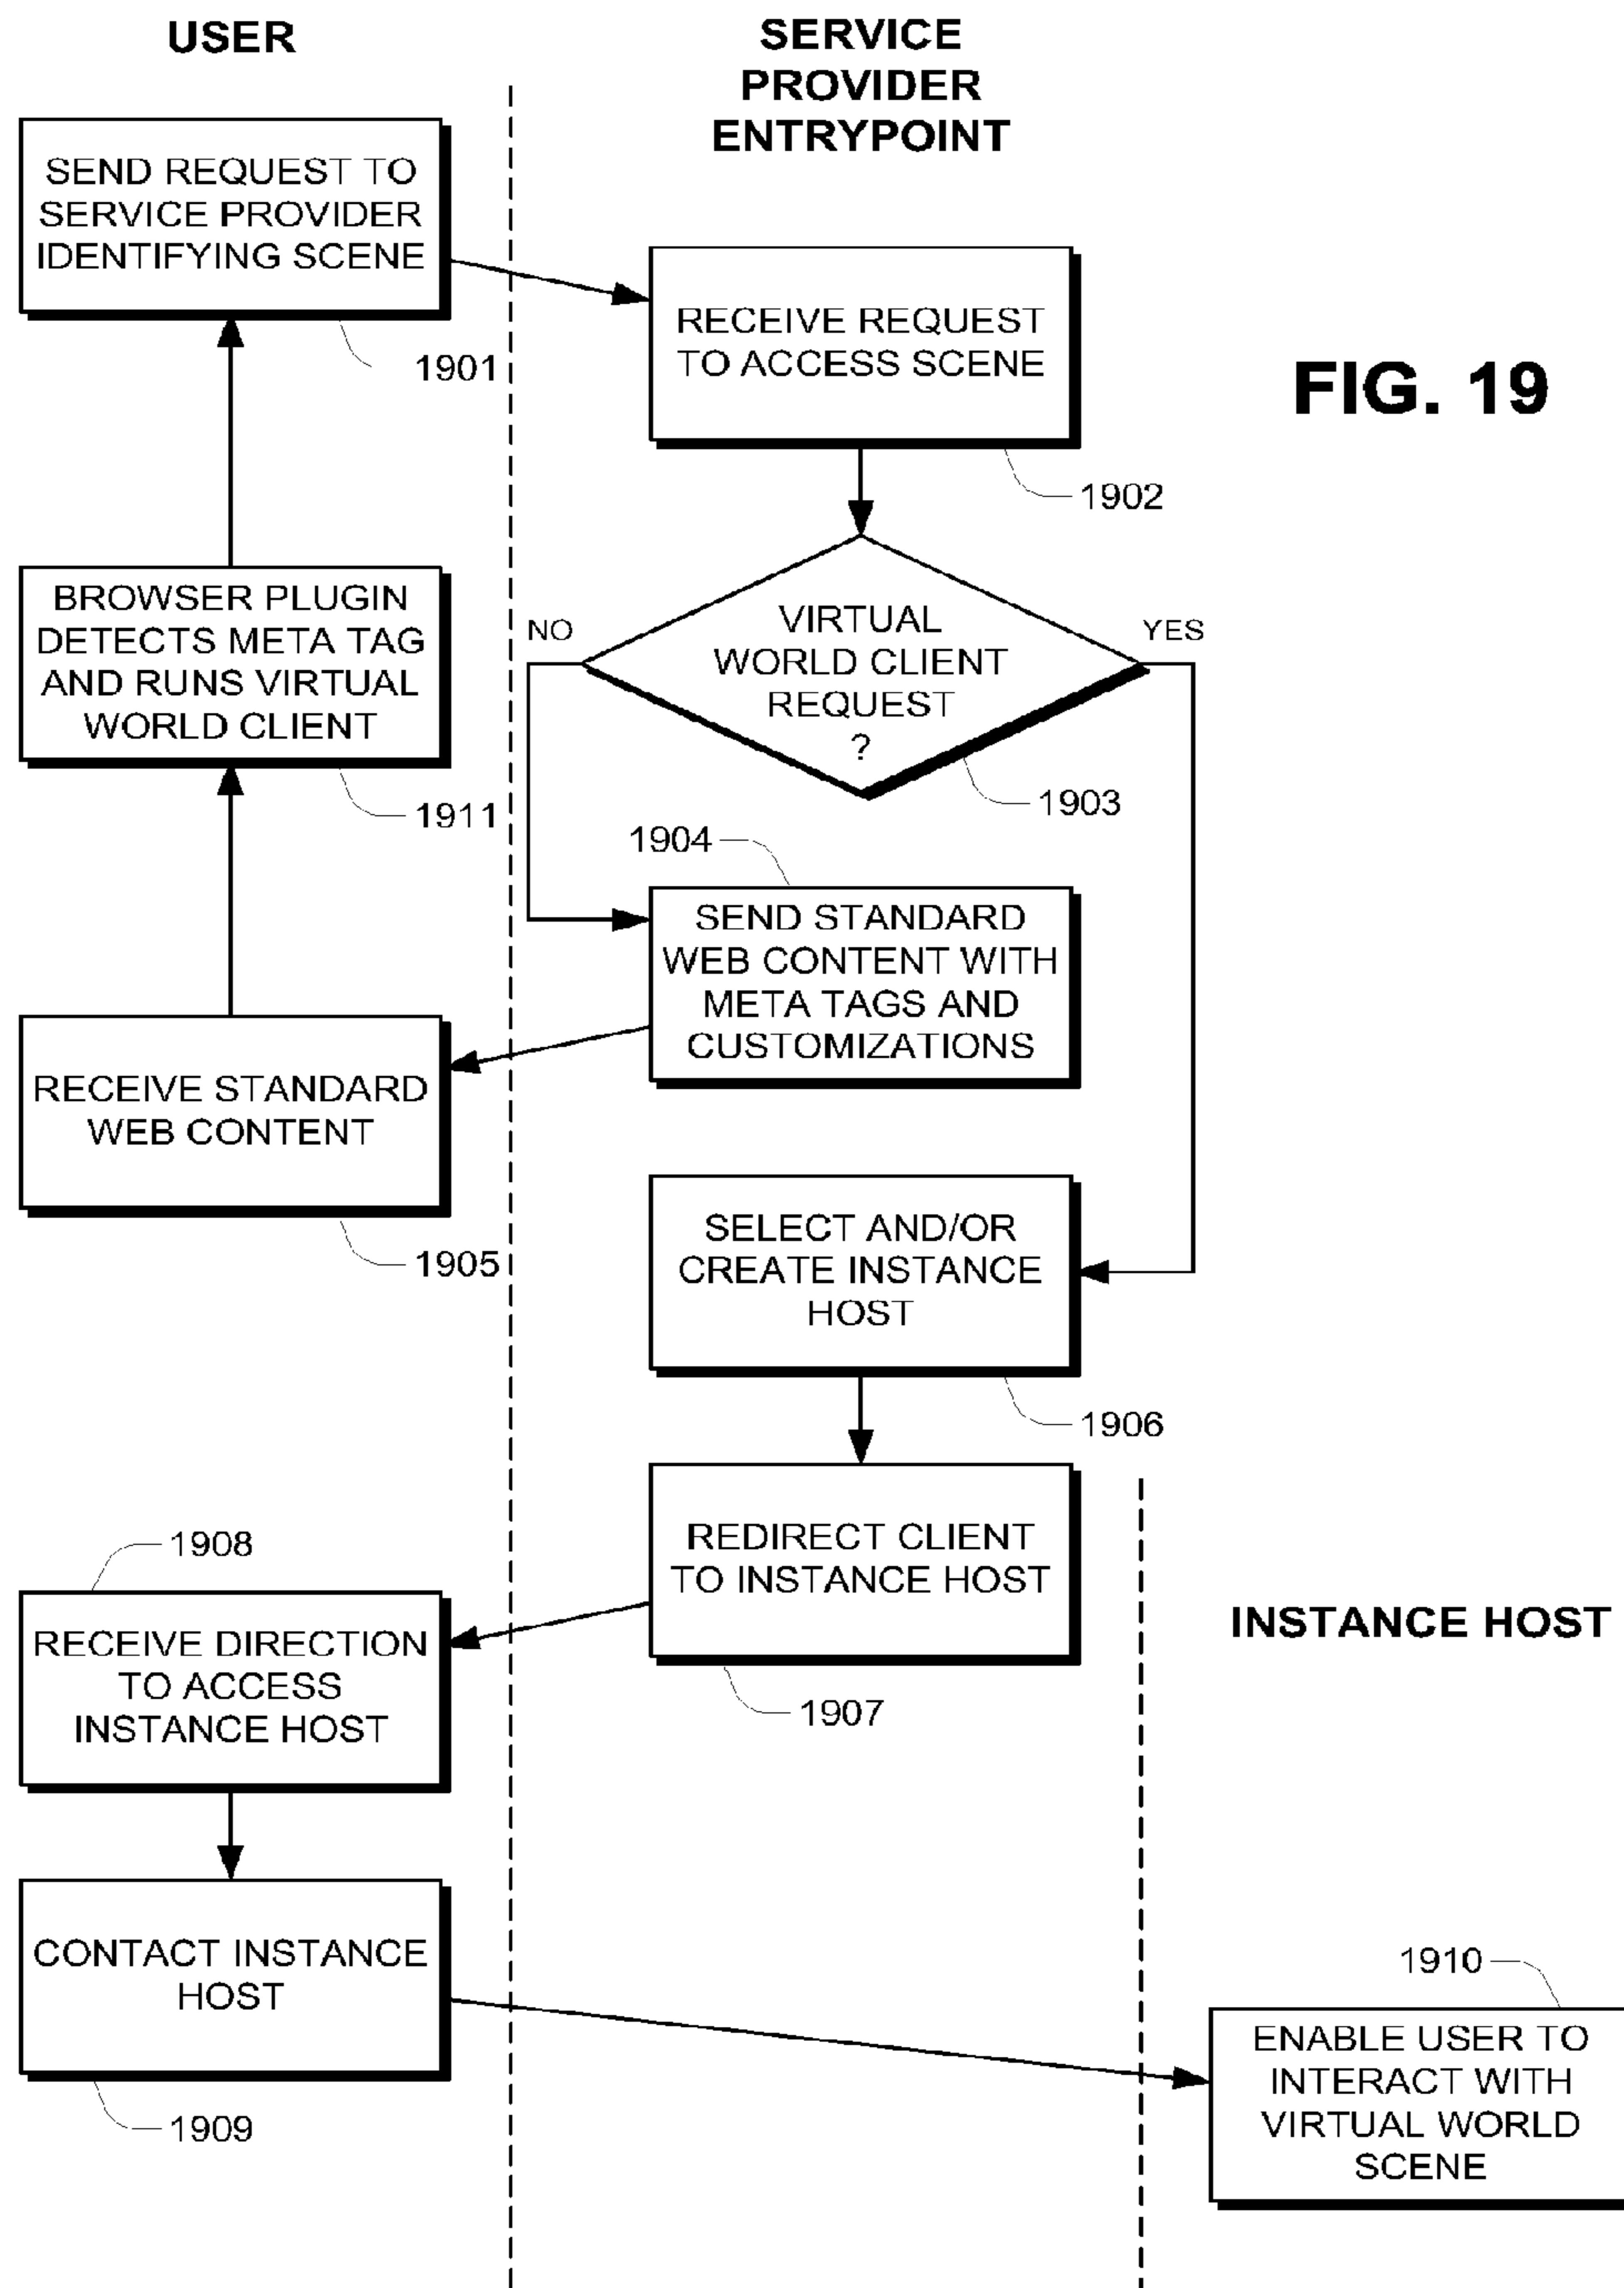 USER
SERVICE
PROVIDER
ENTRYPOINT
SEND REQUEST TO
SERVICE PROVIDER
IDENTIFYING SCENE
1901
RECEIVE REQUEST
TO ACCESS SCENE
1902
FIG. 19
BROWSER PLUGIN
DETECTS META TAG
AND RUNS VIRTUAL
WORLD CLIENT
1911
NO
VIRTUAL
WORLD CLIENT
REQUEST
?
YES
1903
1904
SEND STANDARD
WEB CONTENT WITH
META TAGS AND
CUSTOMIZATIONS
RECEIVE STANDARD
WEB CONTENT
1905
SELECT AND/OR
CREATE INSTANCE
HOST
1906
REDIRECT CLIENT
TO INSTANCE HOST
1907
INSTANCE HOST
1908
RECEIVE DIRECTION
TO ACCESS
INSTANCE HOST
CONTACT INSTANCE
HOST
1909
1910
ENABLE USER TO
INTERACT WITH
VIRTUAL WORLD
SCENE